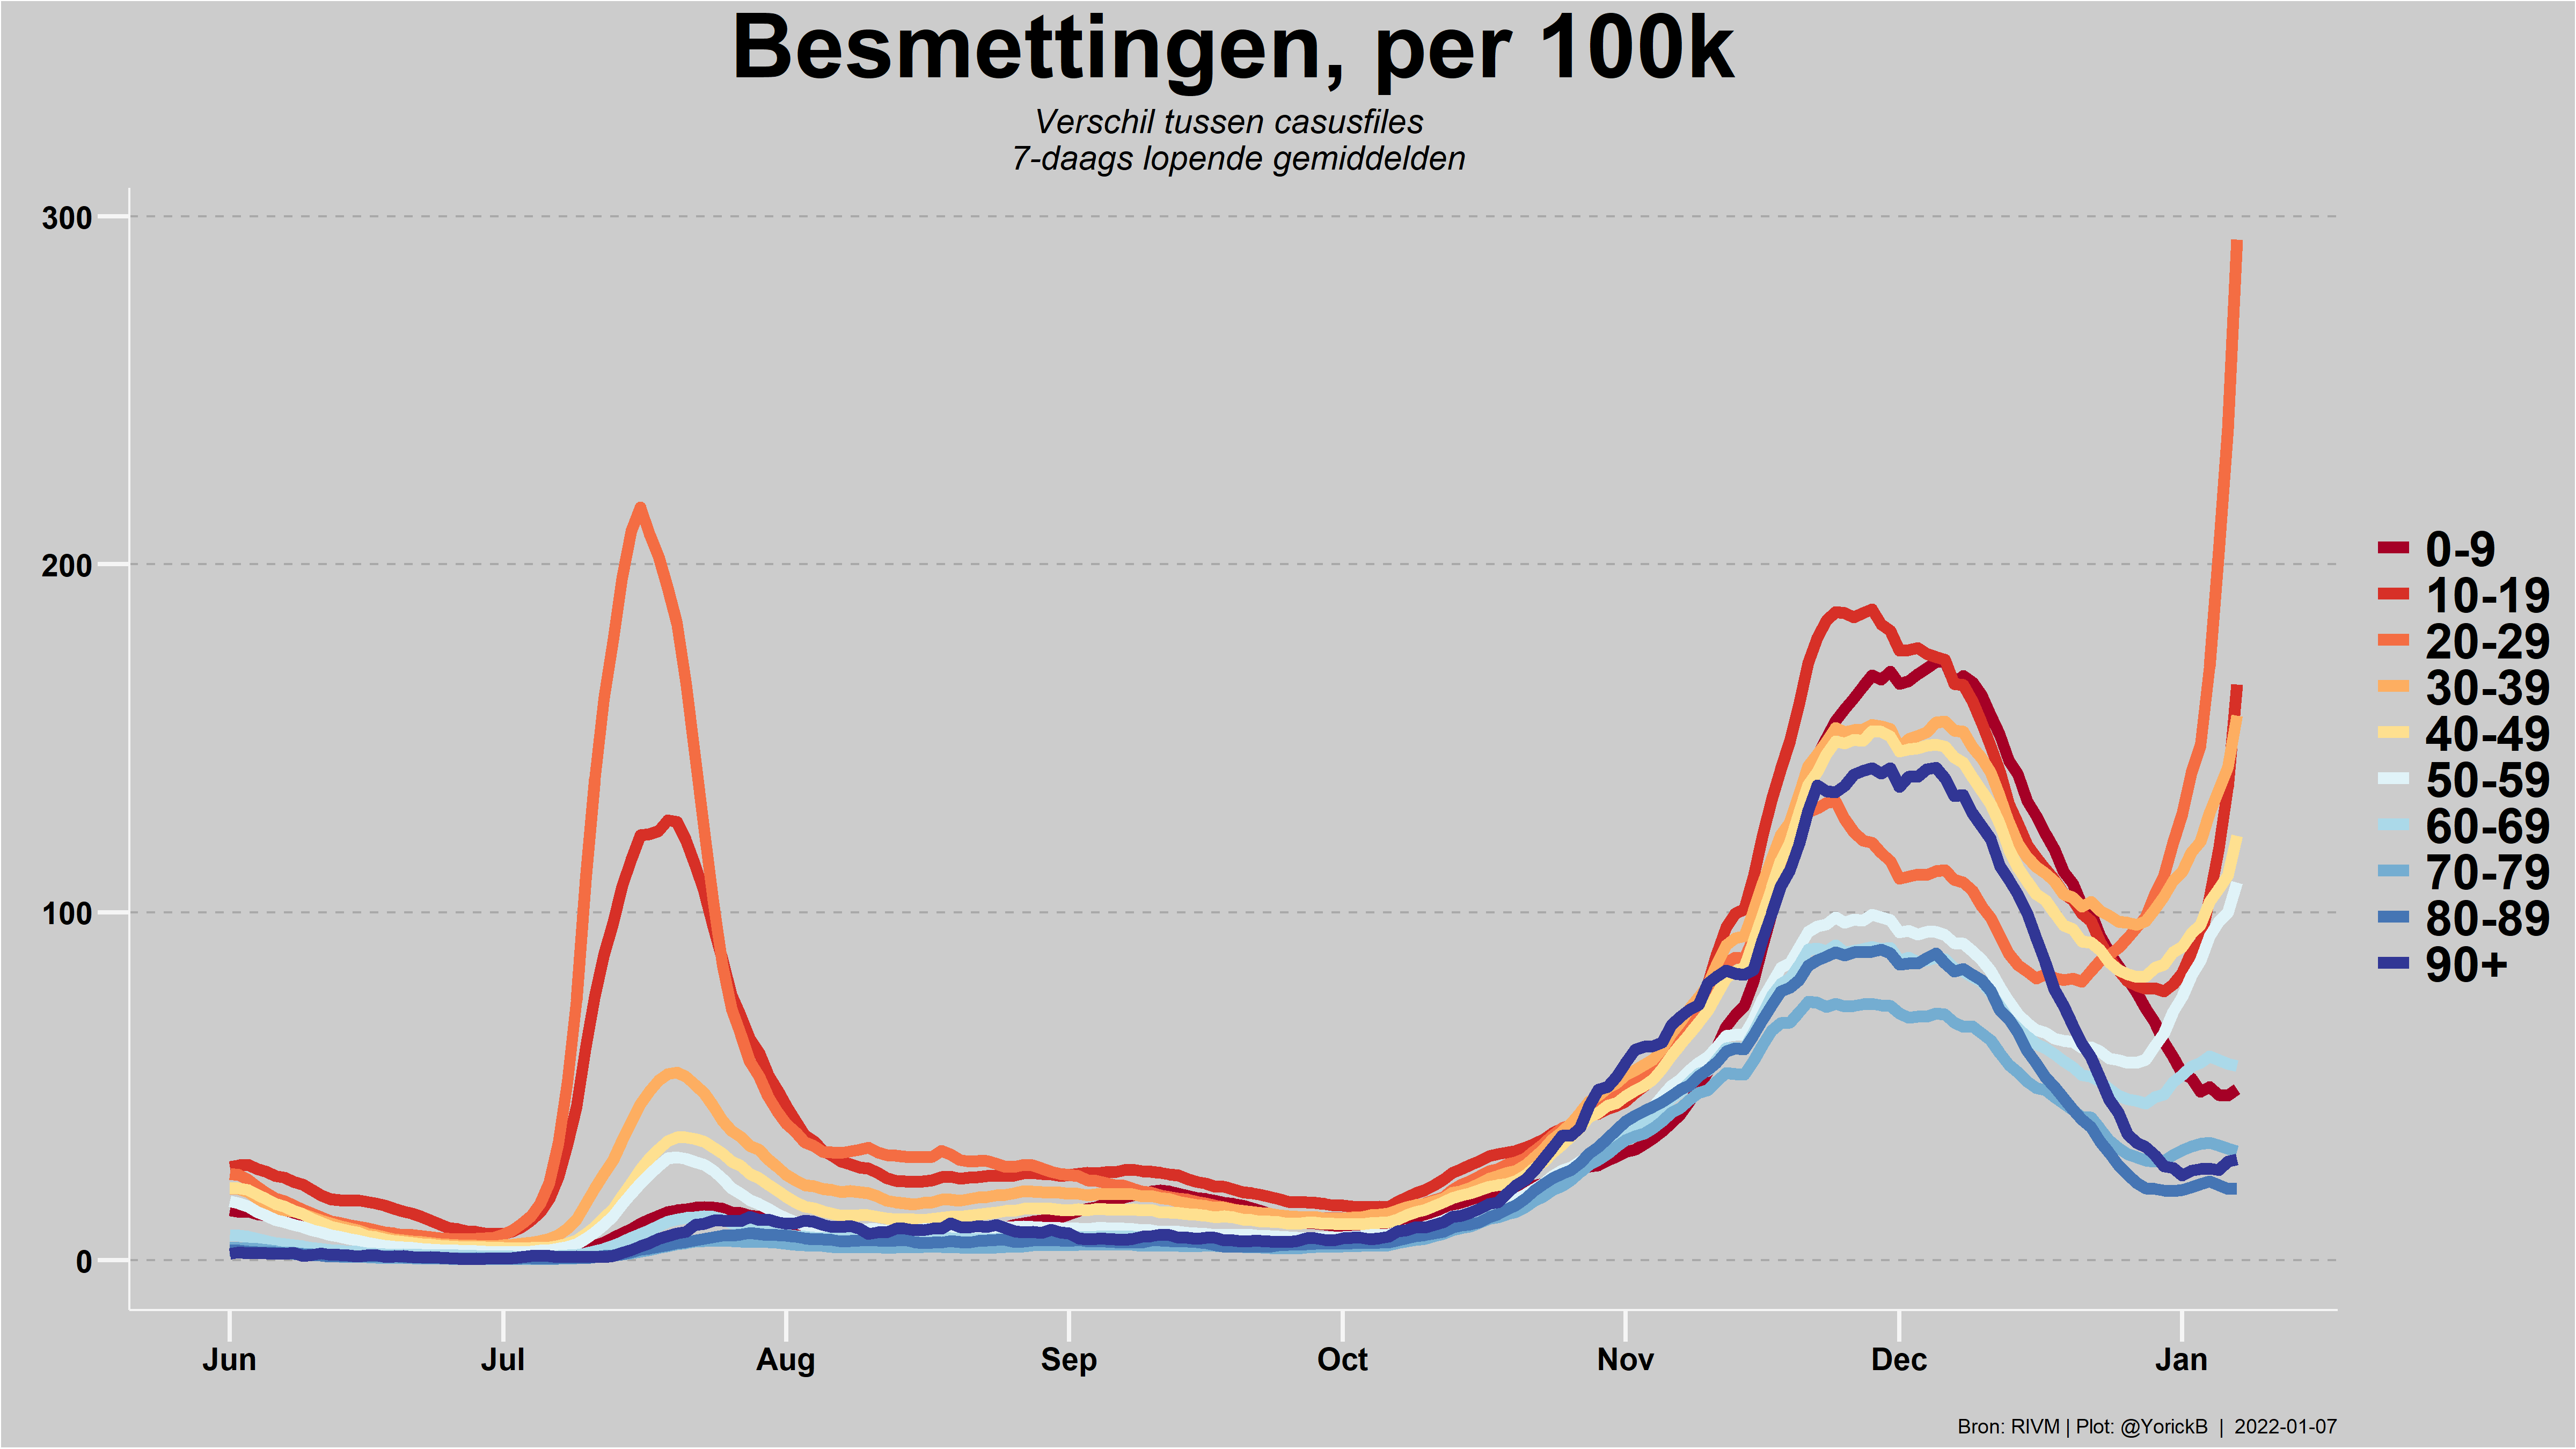 Besmettingen, per 100k
Verschil tussen casusfiles
7-daags lopende gemiddelden
300
200
100
0
Jun Jul Aug Sep Oct Nov Dec Jan
0-9
10-19
20-29
30-39
40-49
50-59
60-69
70-79
80-89
90+
Bron: RIVM | Plot: @YorickB | 2022-01-07